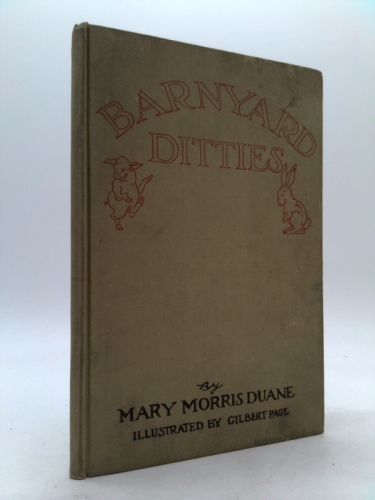 BARNYARD
DITTIES
By
MARY MORRIS DUANE
ILLUSTRATED BY GILBERT PAGE